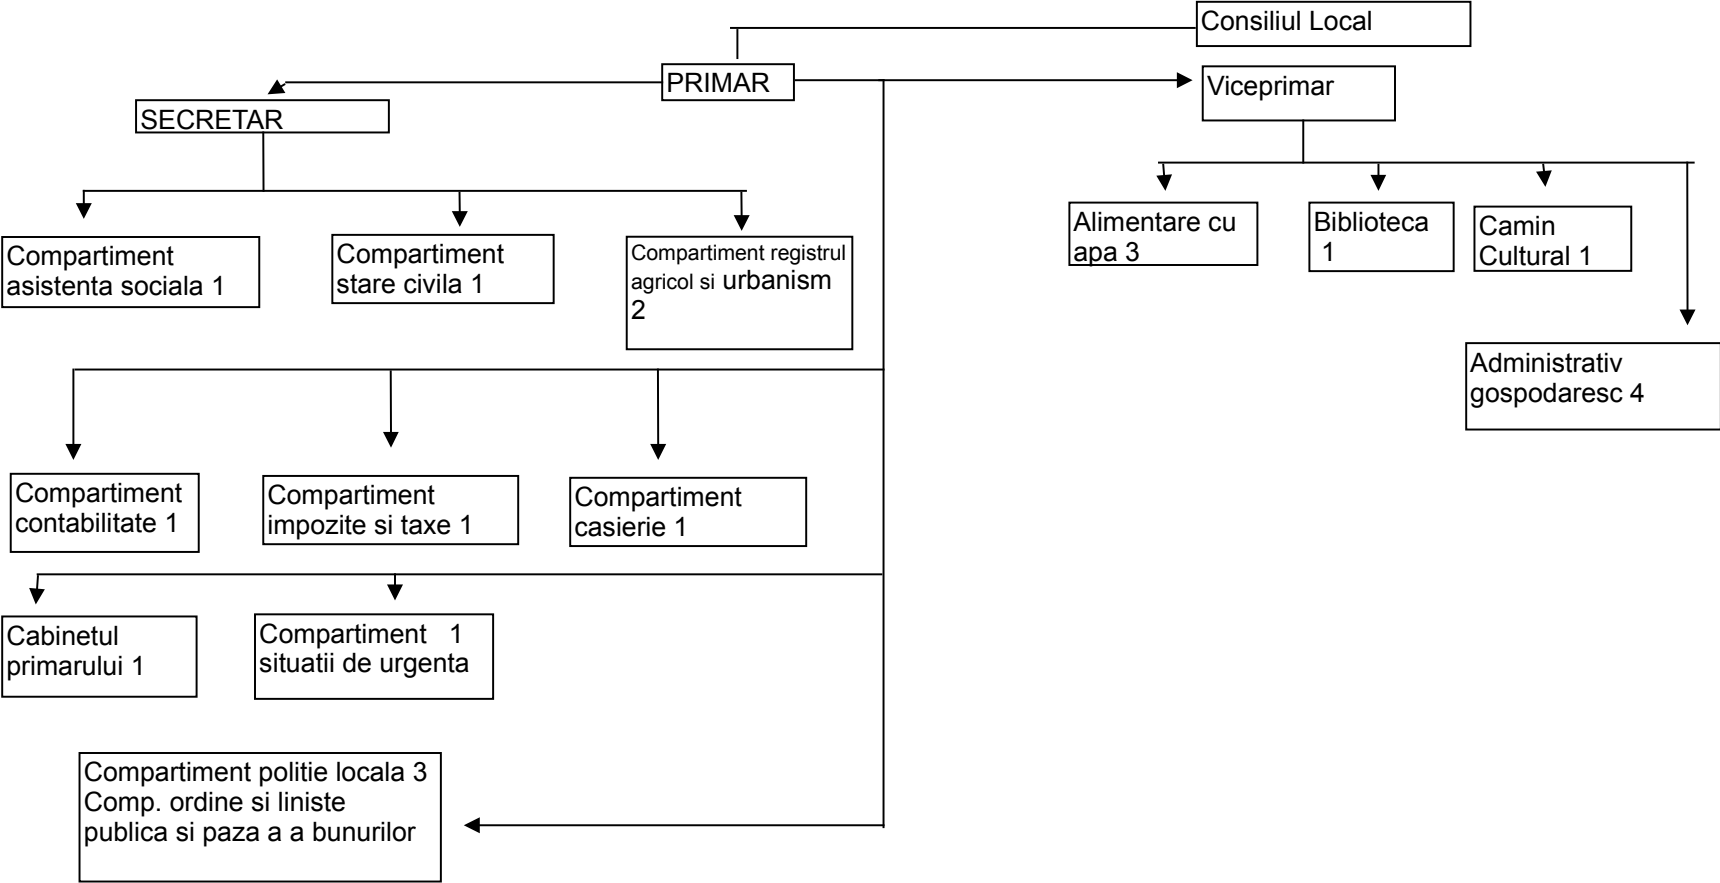 Consiliul Local
PRIMAR
Viceprimar
SECRETAR
Alimentare cu
apa 3
Biblioteca
1
Camin
Cultural 1
Compartiment
asistenta sociala 1
Compartiment
stare civila 1
Compartiment registrul
agricol si urbanism
2
Administrativ
gospodaresc 4
Compartiment
contabilitate 1
Compartiment
impozite si taxe 1
Compartiment
casierie 1
Cabinetul
primarului 1
Compartiment 1
situatii de urgenta
Compartiment politie locala 3
Comp. ordine si liniste
publica si paza a a bunurilor